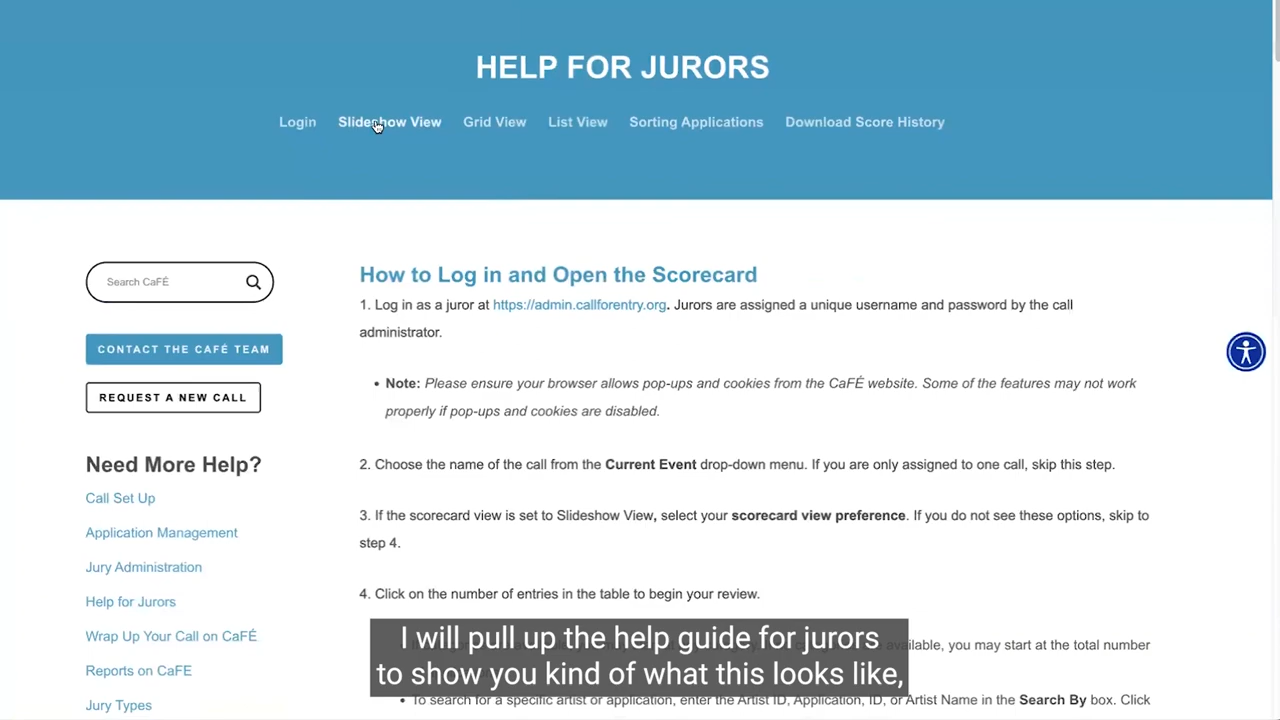 HELP FOR JURORS
Login Slideshow View Grid View List View Sorting Applications Download Score History
Search CaFÉ
CONTACT THE CAFÉ TEAM
REQUEST A NEW CALL
Need More Help?
Call Set Up
Application Management
Jury Administration
Help for Jurors
Wrap Up Your Call on CaFÉ
Reports on CaFE
Jury Types
How to Log in and Open the Scorecard
1. Log in as a juror at https://admin.callforentry.org. Jurors are assigned a unique username and password by the call
administrator.
• Note: Please ensure your browser allows pop-ups and cookies from the CaFÉ website. Some of the features may not work
properly if pop-ups and cookies are disabled.
2. Choose the name of the call from the Current Event drop-down menu. If you are only assigned to one call, skip this step.
3. If the scorecard view is set to Slideshow View, select your scorecard view preference. If you do not see these options, skip to
step 4.
4. Click on the number of entries in the table to begin your review.
available, you may start at the total number
• To search for a specific artist or application, enter the Artist ID, Application, ID, or Artist Name in the Search By box. Click
I will pull up the help guide for jurors
to show you kind of what this looks like,